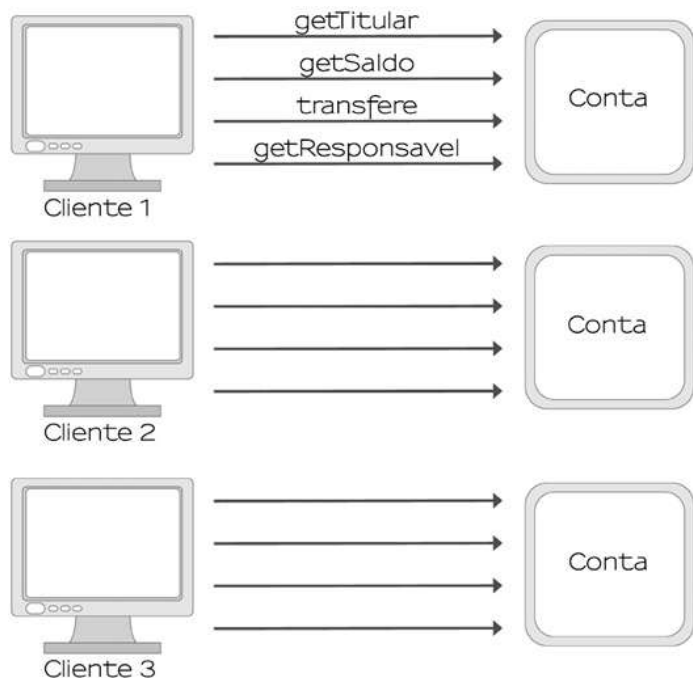 getTitular
getSaldo
transfere
getResponsavel
Conta
Cliente 1
Conta
Cliente 2
Conta
Cliente 3